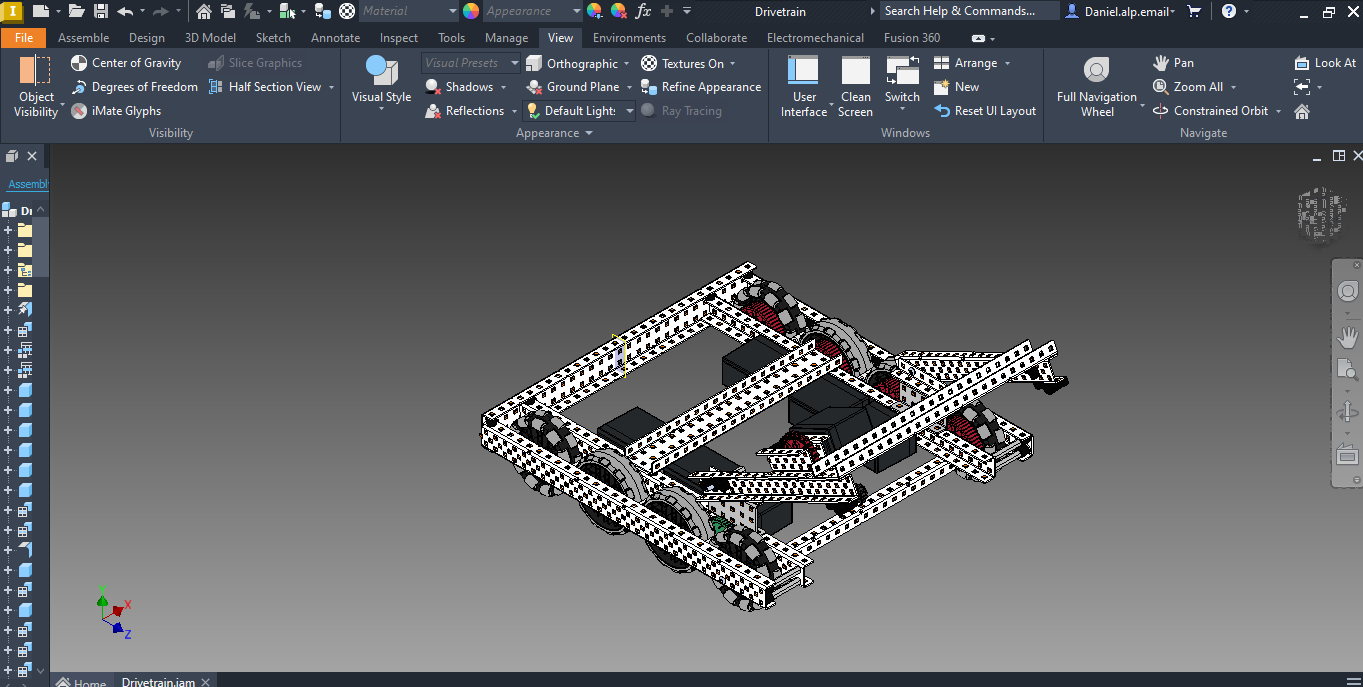 I Material Appearance fx Drivetrain Search Help & Commands... Daniel.alp.email
File Assemble Design 3D Model Sketch Annotate Inspect Tools Manage View Environments Collaborate Electromechanical Fusion 360
Object Visibility
Center of Gravity
Degrees of Freedom
iMate Glyphs
Slice Graphics
Half Section View
Visibility
Visual Style
Visual Presets
Shadows
Reflections
Orthographic
Ground Plane
Default Lights
Textures On
Refine Appearance
Ray Tracing
Appearance
User Interface
Clean Screen
Switch
Arrange
New
Reset UI Layout
Windows
Full Navigation Wheel
Pan
Zoom All
Constrained Orbit
Look At
Navigate
Assembl
Dr
Y
X
Z
Home Drivetrain.iam